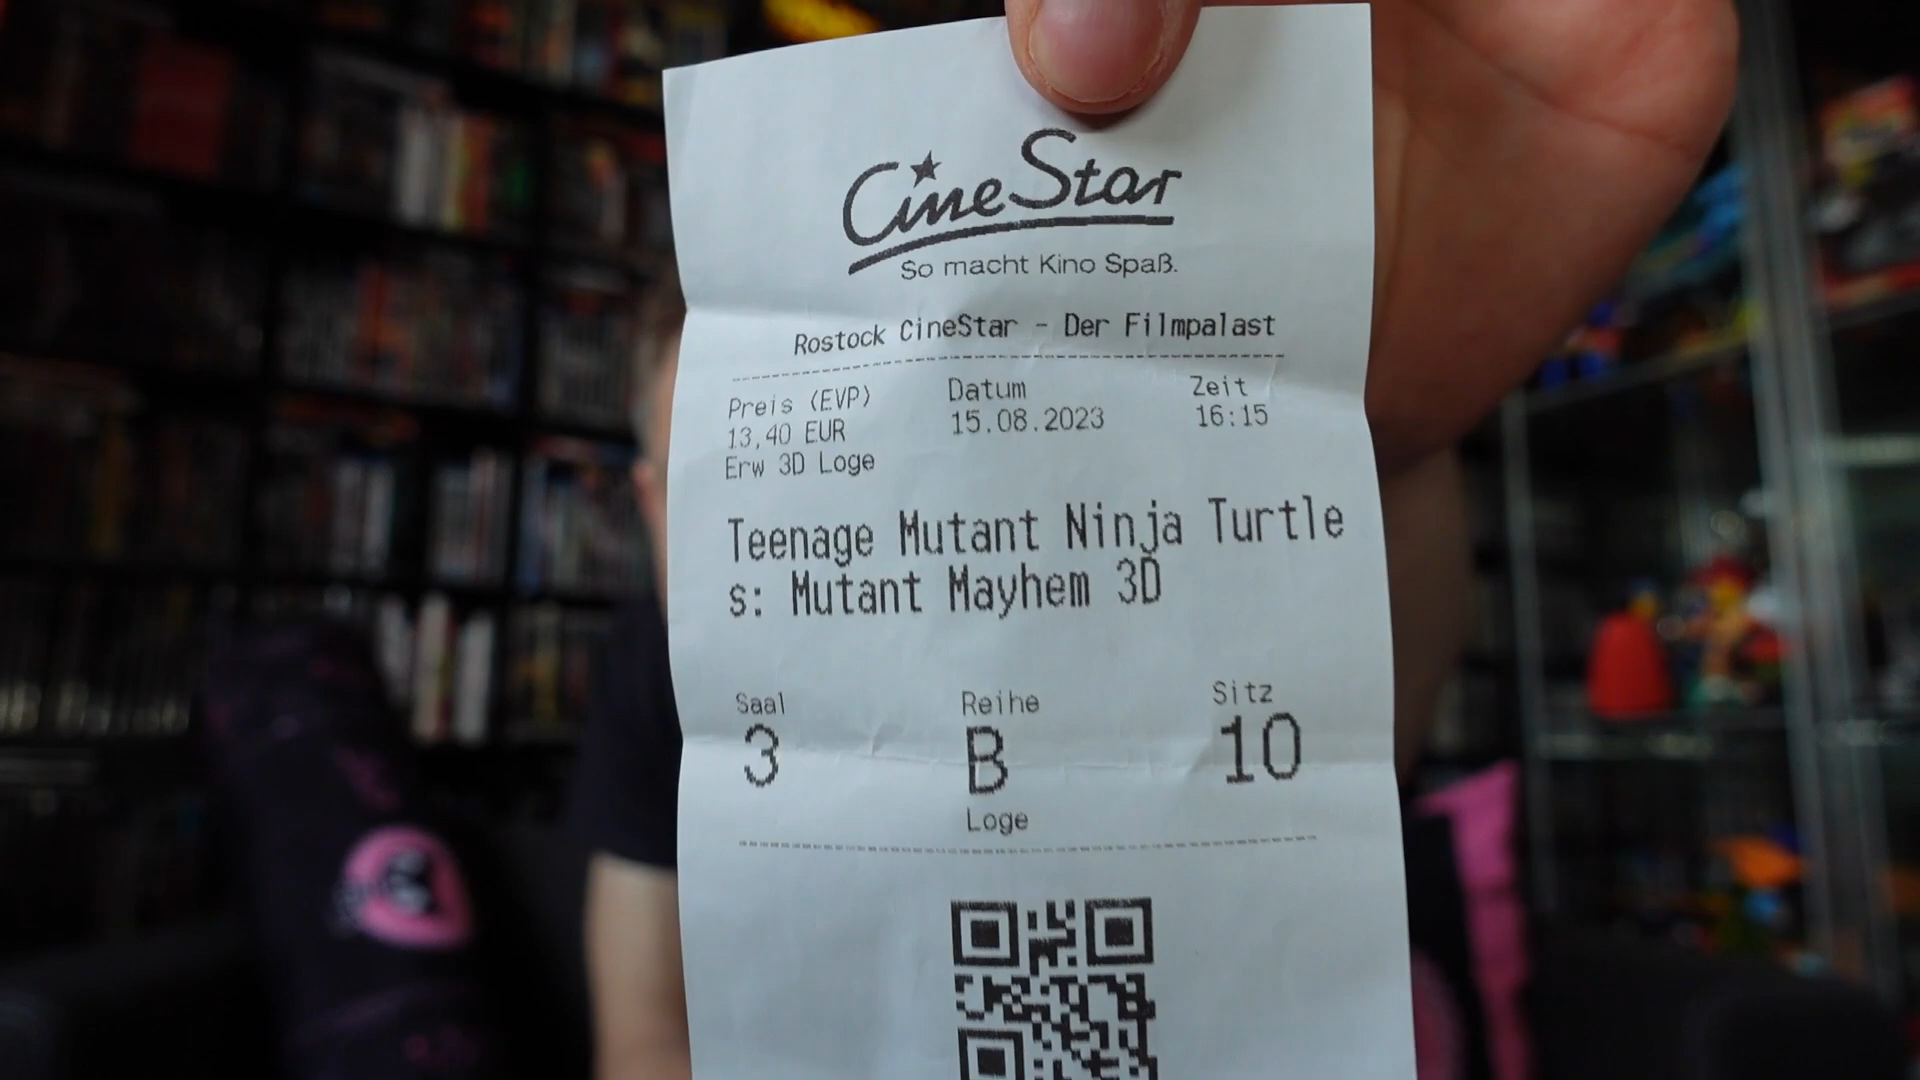 CineStar
So macht Kino Spaß.
Rostock CineStar - Der Filmpalast
Preis (EVP) Datum Zeit
13,40 EUR 15.08.2023 16:15
Erw 3D Loge
Teenage Mutant Ninja Turtle
s: Mutant Mayhem 3D
Saal Reihe Sitz
3 B 10
Loge